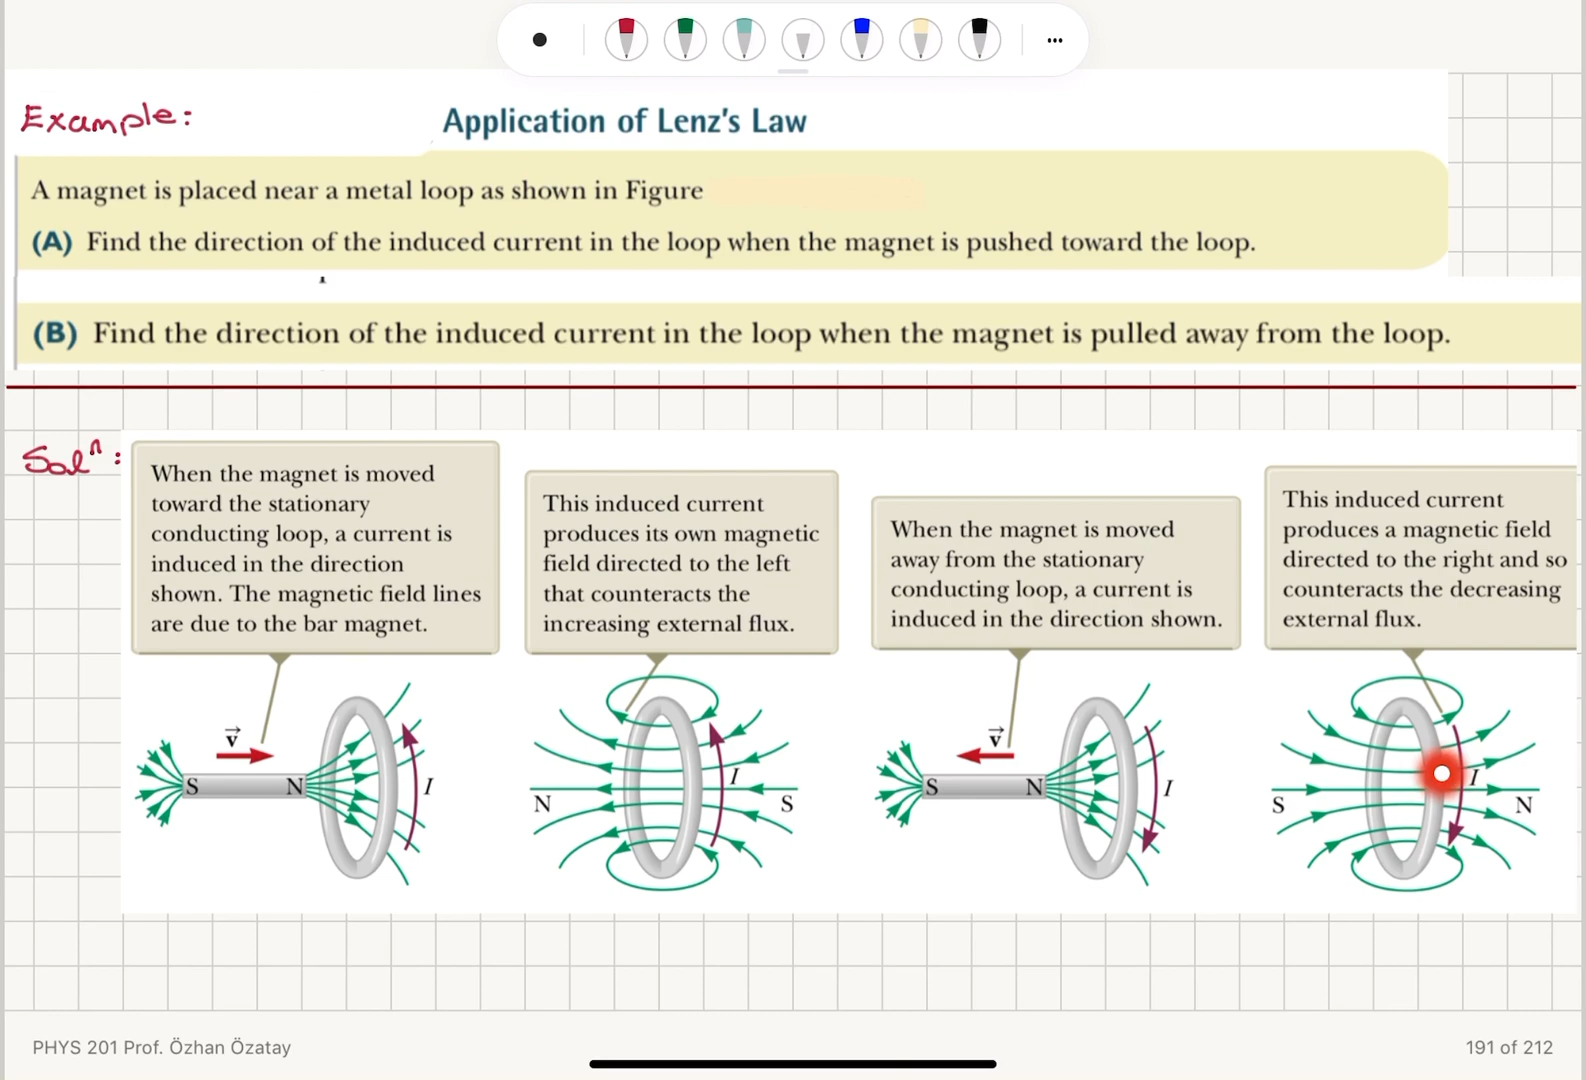 Example:
Application of Lenz's Law
A magnet is placed near a metal loop as shown in Figure
(A) Find the direction of the induced current in the loop when the magnet is pushed toward the loop.
(B) Find the direction of the induced current in the loop when the magnet is pulled away from the loop.
Solⁿ:
When the magnet is moved
toward the stationary
conducting loop, a current is
induced in the direction
shown. The magnetic field lines
are due to the bar magnet.
This induced current
produces its own magnetic
field directed to the left
that counteracts the
increasing external flux.
When the magnet is moved
away from the stationary
conducting loop, a current is
induced in the direction shown.
This induced current
produces a magnetic field
directed to the right and so
counteracts the decreasing
external flux.
v⃗
S N I
N I S
v⃗
S N I
S I N
PHYS 201 Prof. Özhan Özatay
191 of 212